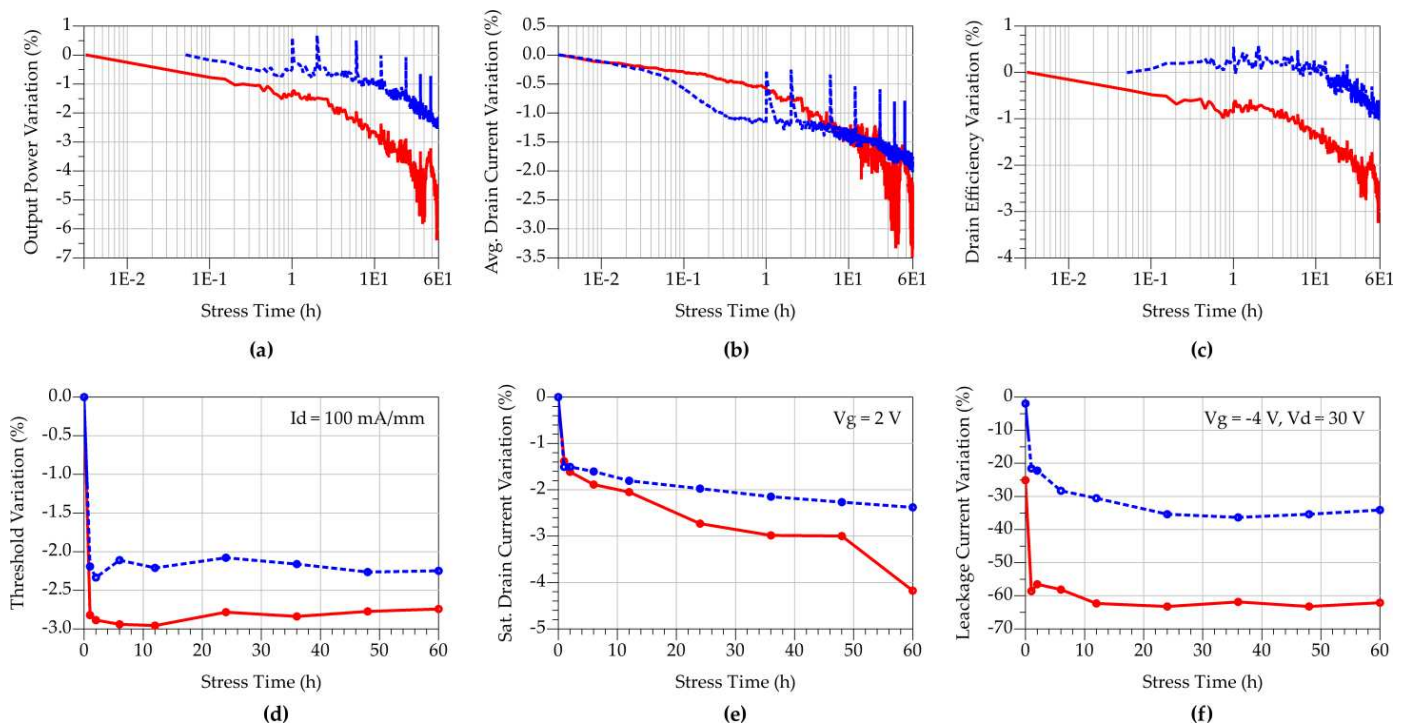 Output Power Variation (%)
1
0
-1
-2
-3
-4
-5
-6
-7
1E-2
1E-1
1
1E1
6E1
Stress Time (h)
(a)
Avg. Drain Current Variation (%)
0.5
0.0
-0.5
-1.0
-1.5
-2.0
-2.5
-3.0
-3.5
1E-2
1E-1
1
1E1
6E1
Stress Time (h)
(b)
Drain Efficiency Variation (%)
1
0
-1
-2
-3
-4
1E-2
1E-1
1
1E1
6E1
Stress Time (h)
(c)
Threshold Variation (%)
0.0
-0.5
-1.0
-1.5
-2.0
-2.5
-3.0
Id = 100 mA/mm
0
10
20
30
40
50
60
Stress Time (h)
(d)
Sat. Drain Current Variation (%)
0
-1
-2
-3
-4
-5
Vg = 2 V
0
10
20
30
40
50
60
Stress Time (h)
(e)
Leackage Current Variation (%)
0
-10
-20
-30
-40
-50
-60
-70
Vg = -4 V, Vd = 30 V
0
10
20
30
40
50
60
Stress Time (h)
(f)